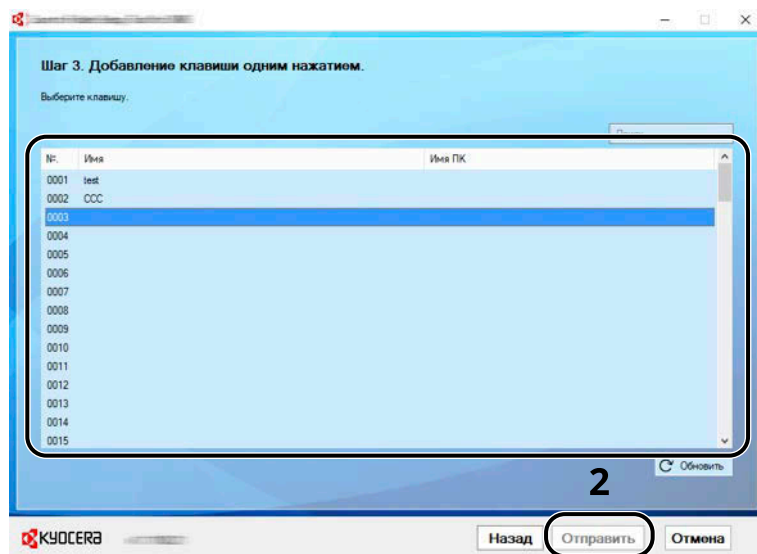 Шаг 3. Добавление клавиши одним нажатием.
Выберите клавишу.
№. Имя Имя ПК
0001 test
0002 CCC
0003
0004
0005
0006
0007
0008
0009
0010
0011
0012
0013
0014
0015
Обновить
2
KYOCERA
Назад Отправить Отмена